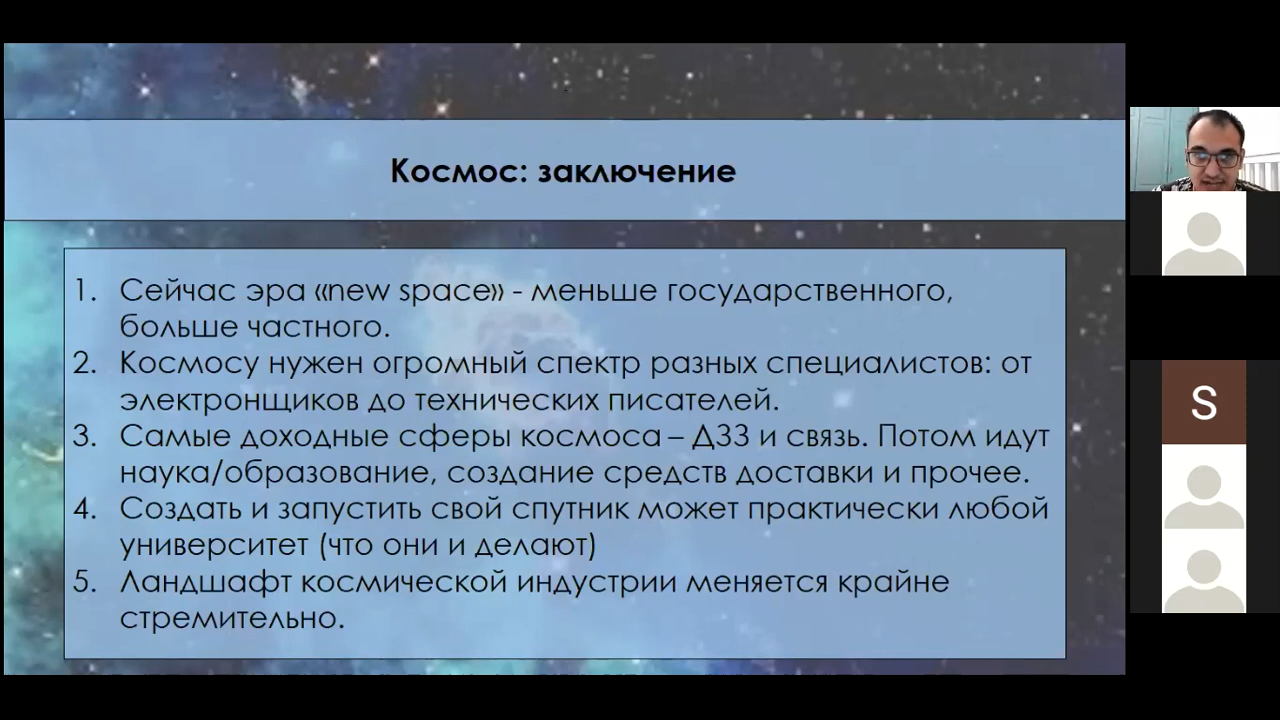 Космос: заключение
1. Сейчас эра «new space» - меньше государственного,
больше частного.
2. Космосу нужен огромный спектр разных специалистов: от
электронщиков до технических писателей.
3. Самые доходные сферы космоса – ДЗЗ и связь. Потом идут
наука/образование, создание средств доставки и прочее.
4. Создать и запустить свой спутник может практически любой
университет (что они и делают)
5. Ландшафт космической индустрии меняется крайне
стремительно.
S